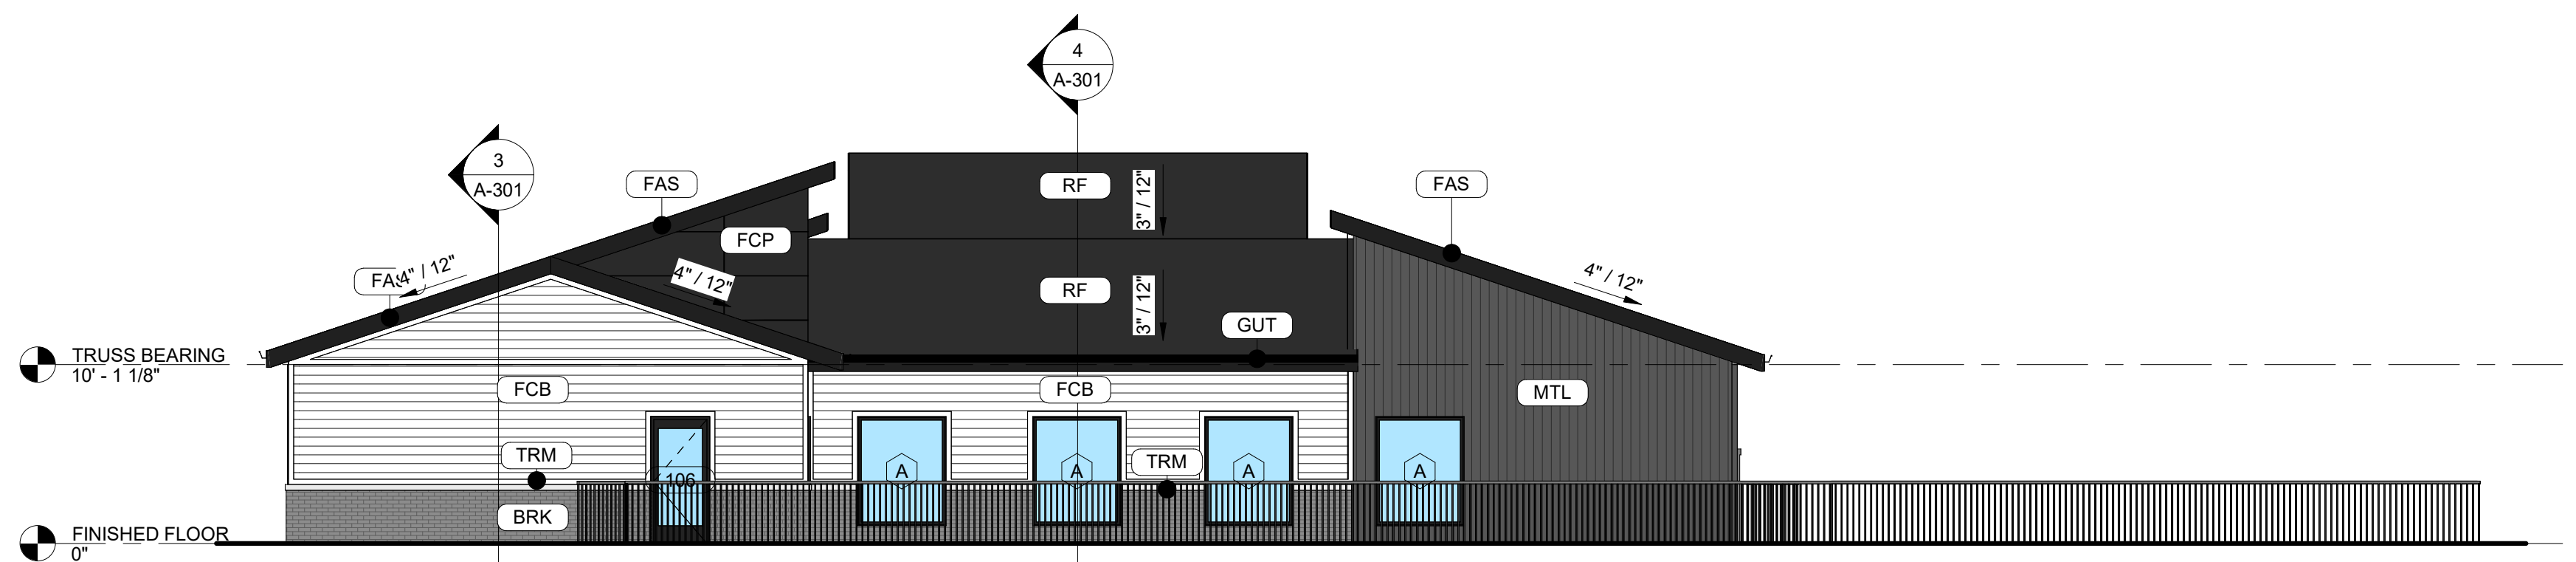 4
A-301
3
A-301
FAS
RF
3" / 12"
FAS
FCP
FAS
4" / 12"
4" / 12"
RF
3" / 12"
4" / 12"
GUT
TRUSS BEARING
10' - 1 1/8"
FCB
FCB
MTL
TRM
TRM
106
A
A
A
A
BRK
FINISHED FLOOR
0"